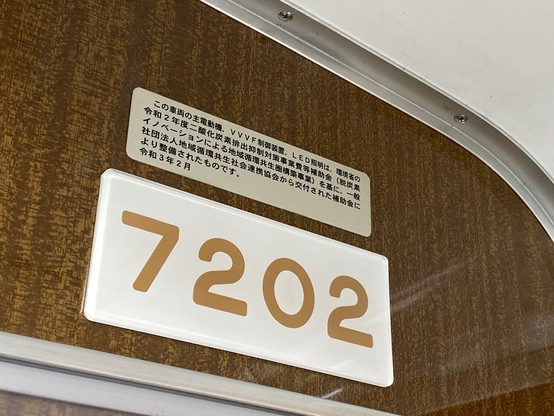 この車両の主電動機、ＶＶＶＦ制御装置、ＬＥＤ照明は、環境省の
令和２年度二酸化炭素排出抑制対策事業費等補助金（脱炭素
イノベーションによる地域循環共生圏構築事業）を基に、一般
社団法人地域循環共生社会連携協会から交付された補助金に
より整備されたものです。
令和３年２月
7202